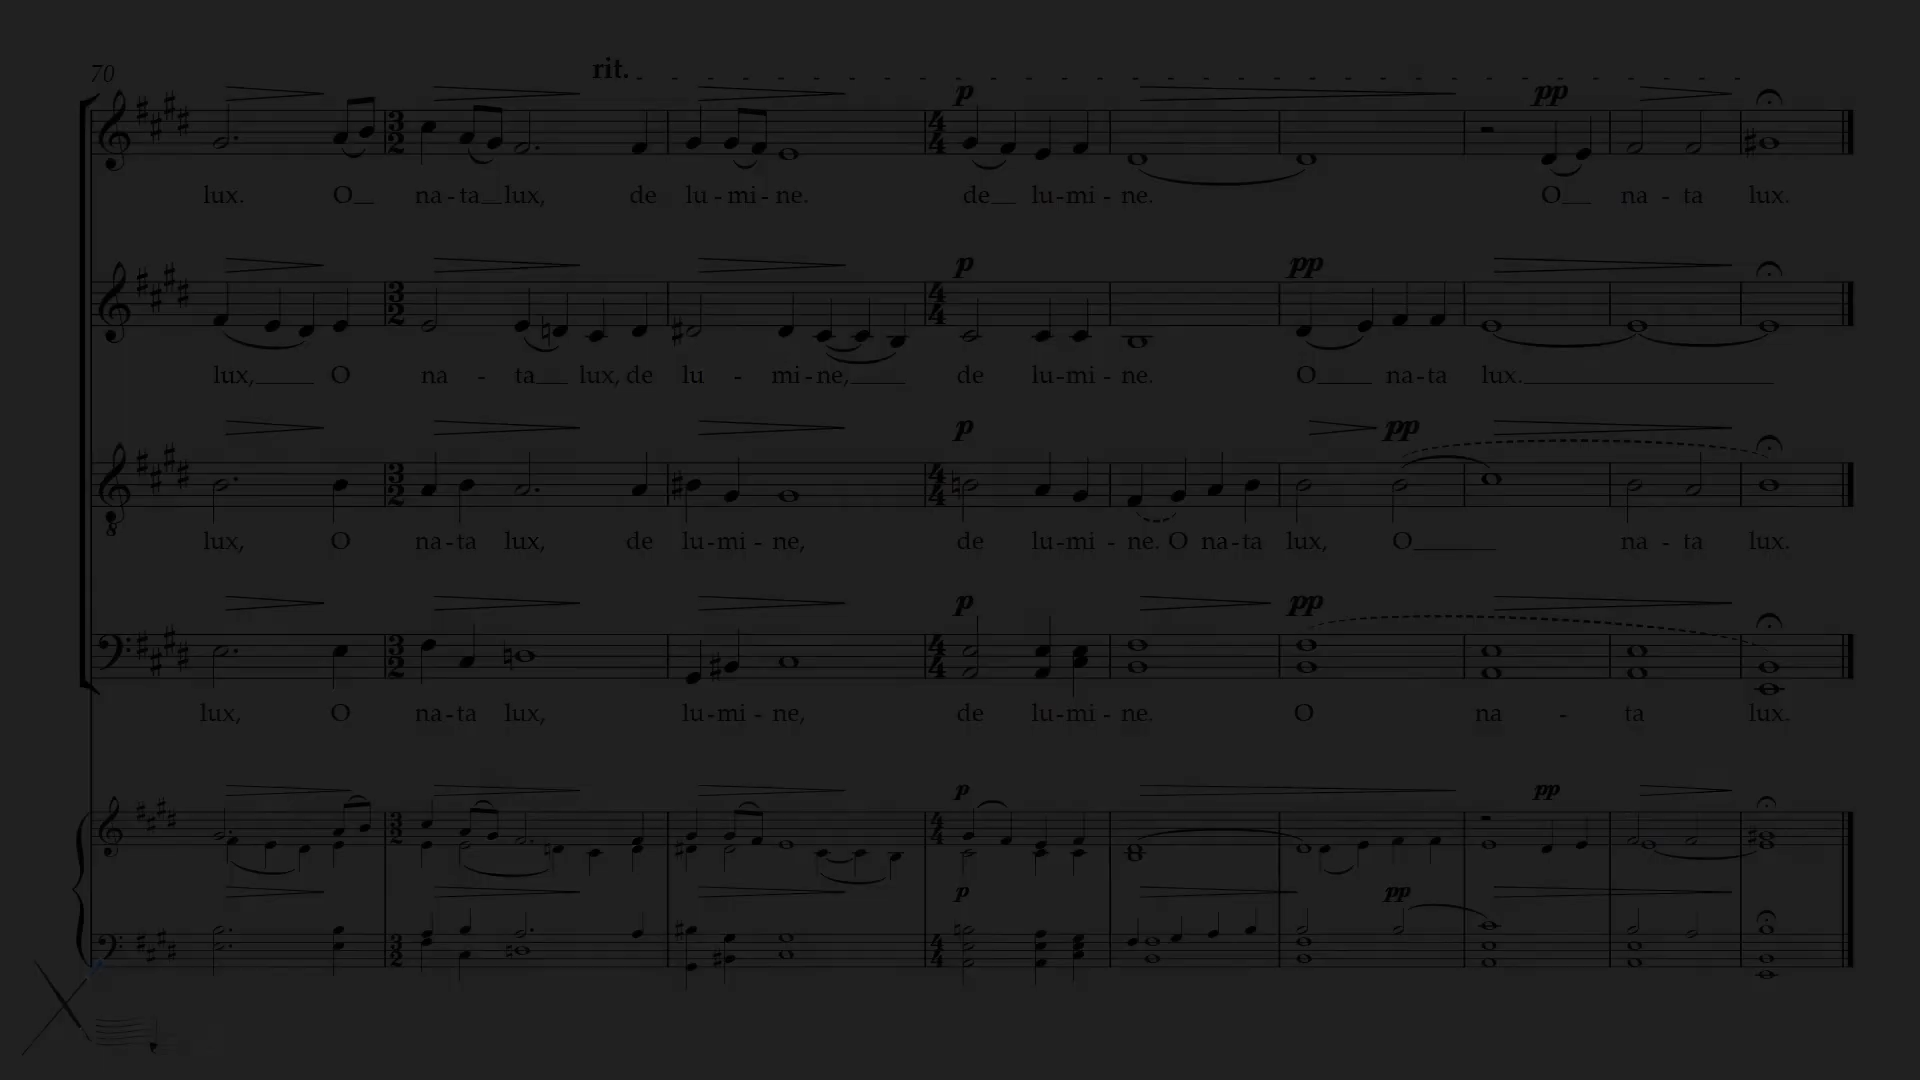 70
rit.
p pp
lux. O na - ta lux, de lu - mi - ne. de lu - mi - ne. O na - ta lux.
p pp
lux, O na - ta lux, de lu - mi - ne, de lu - mi - ne. O na - ta lux.
p pp
lux, O na - ta lux, de lu - mi - ne, de lu - mi - ne. O na - ta lux, O na - ta lux.
p pp
lux, O na - ta lux, lu - mi - ne, de lu - mi - ne. O na - ta lux.
p pp
p pp